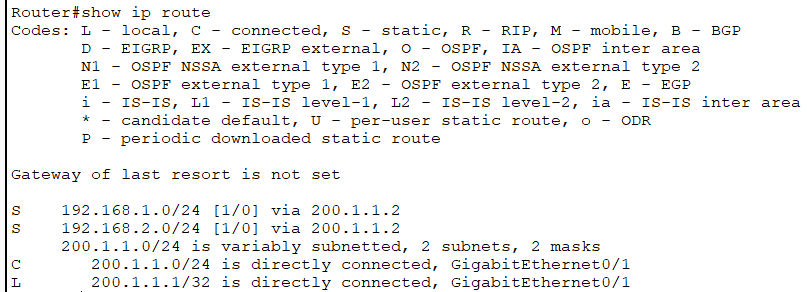 Router#show ip route
Codes: L - local, C - connected, S - static, R - RIP, M - mobile, B - BGP
       D - EIGRP, EX - EIGRP external, O - OSPF, IA - OSPF inter area
       N1 - OSPF NSSA external type 1, N2 - OSPF NSSA external type 2
       E1 - OSPF external type 1, E2 - OSPF external type 2, E - EGP
       i - IS-IS, L1 - IS-IS level-1, L2 - IS-IS level-2, ia - IS-IS inter area
       * - candidate default, U - per-user static route, o - ODR
       P - periodic downloaded static route

Gateway of last resort is not set

S    192.168.1.0/24 [1/0] via 200.1.1.2
S    192.168.2.0/24 [1/0] via 200.1.1.2
     200.1.1.0/24 is variably subnetted, 2 subnets, 2 masks
C       200.1.1.0/24 is directly connected, GigabitEthernet0/1
L       200.1.1.1/32 is directly connected, GigabitEthernet0/1